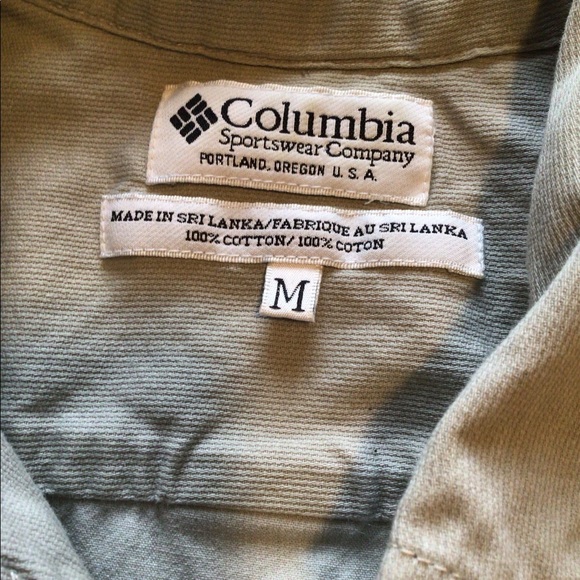 Columbia
Sportswear Company
PORTLAND, OREGON U. S. A.
MADE IN SRI LANKA/FABRIQUE AU SRI LANKA
100% COTTON/100% COTON
M